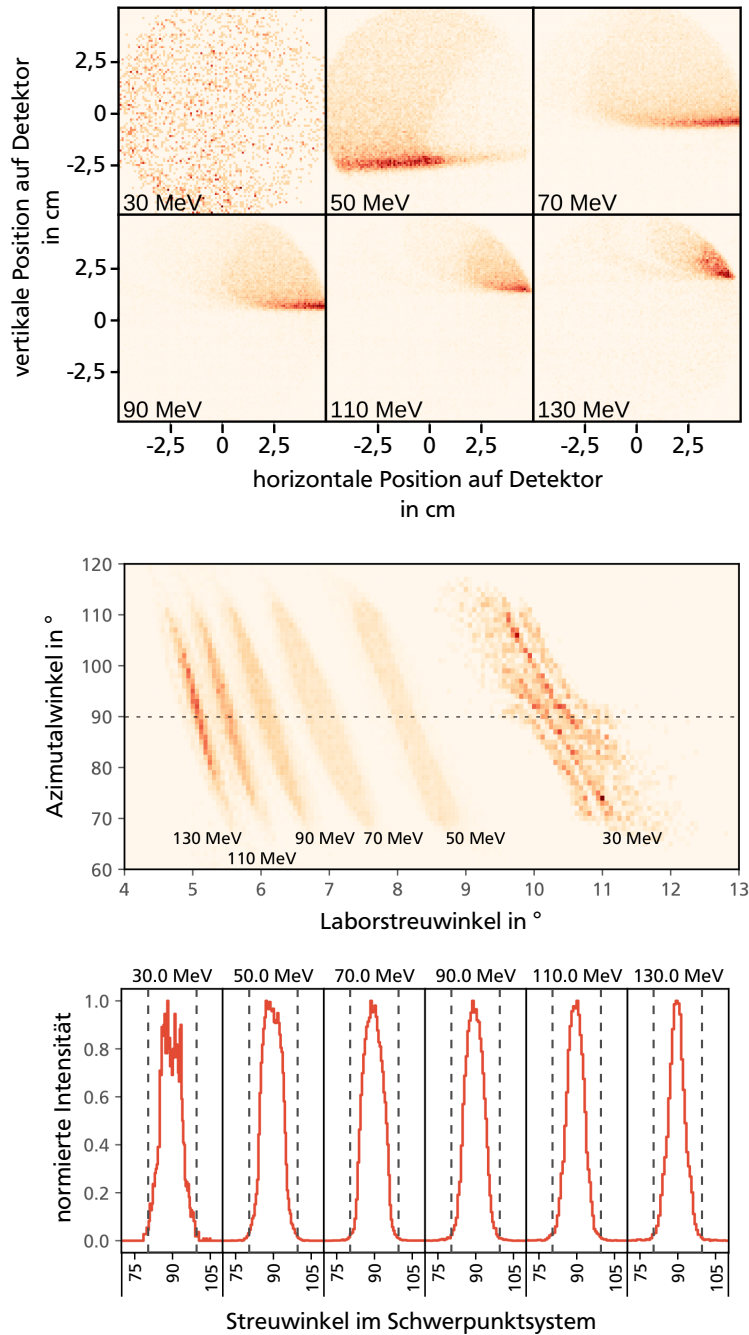 vertikale Position auf Detektor
in cm
2,5
0
-2,5
30 MeV
50 MeV
70 MeV
2,5
0
-2,5
90 MeV
110 MeV
130 MeV
-2,5 0 2,5
-2,5 0 2,5
-2,5 0 2,5
horizontale Position auf Detektor
in cm
Azimutalwinkel in °
120
110
100
90
80
70
60
130 MeV
110 MeV
90 MeV
70 MeV
50 MeV
30 MeV
4 5 6 7 8 9 10 11 12 13
Laborstreuwinkel in °
30.0 MeV 50.0 MeV 70.0 MeV 90.0 MeV 110.0 MeV 130.0 MeV
normierte Intensität
1.0
0.8
0.6
0.4
0.2
0.0
75 90 105 75 90 105 75 90 105 75 90 105 75 90 105 75 90 105
Streuwinkel im Schwerpunktsystem